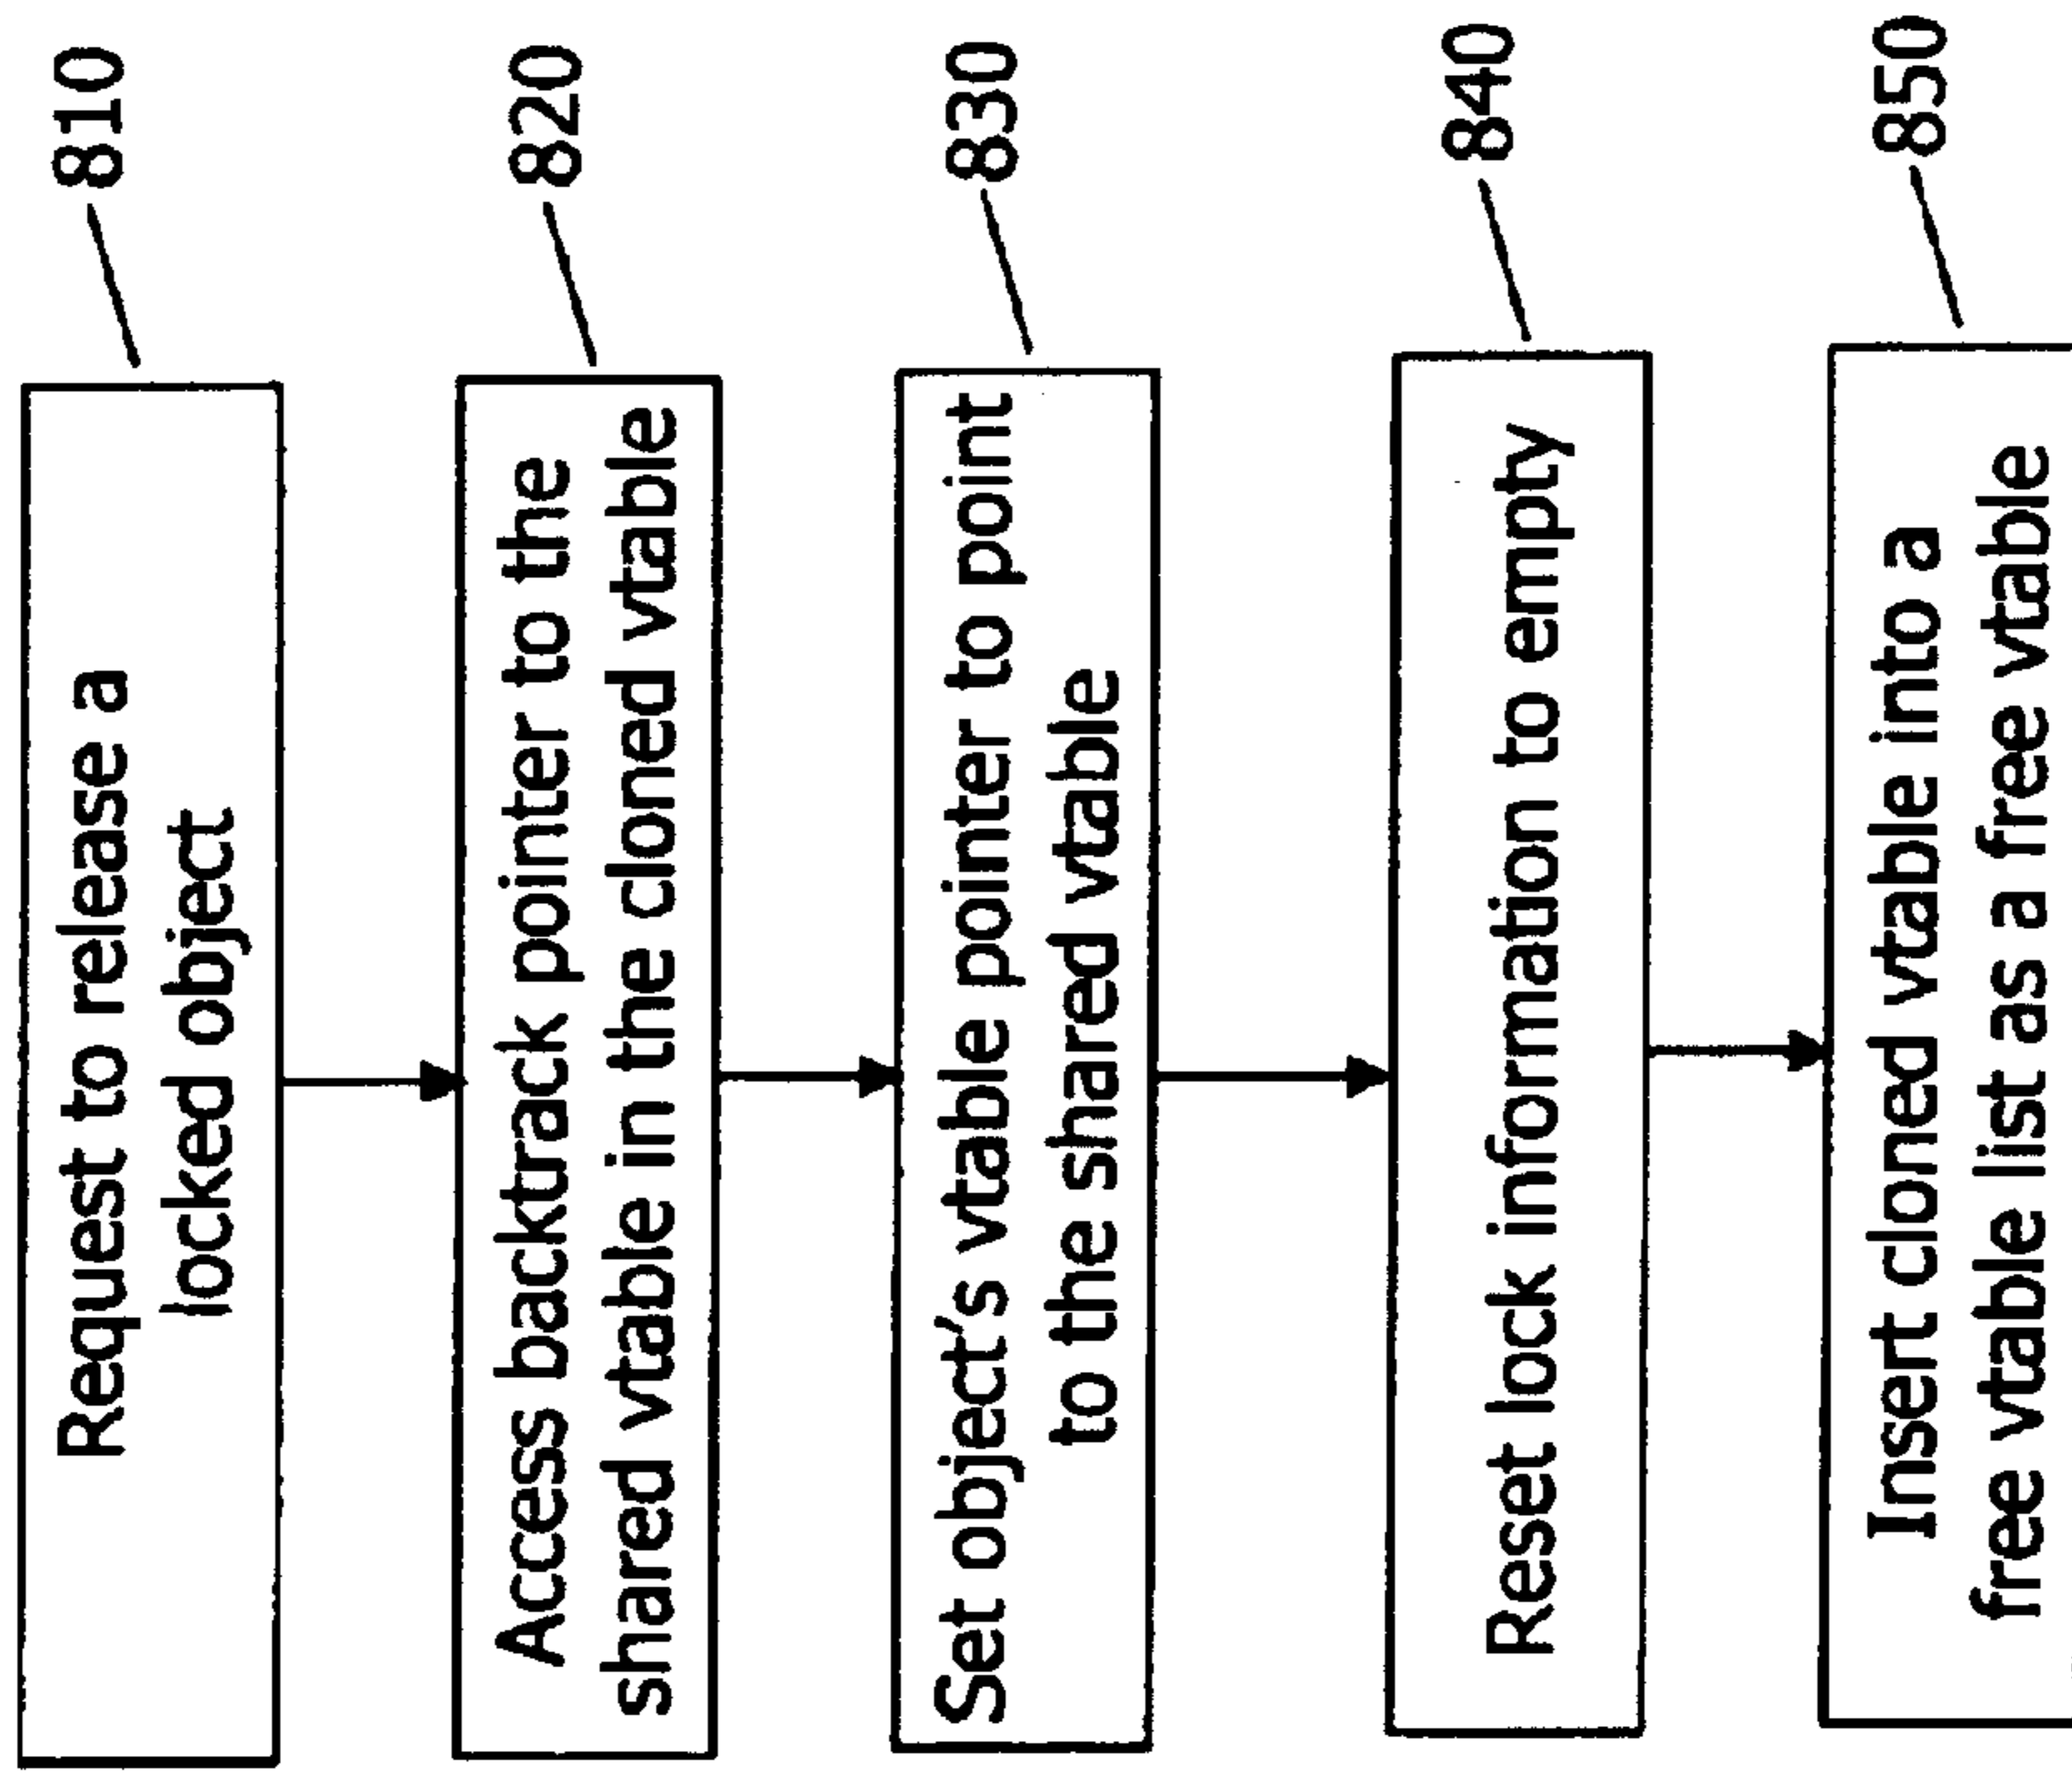 810
Request to release a
locked object
820
Access backtrack pointer to the
shared vtable in the cloned vtable
830
Set object's vtable pointer to point
to the shared vtable
840
Reset lock information to empty
850
Insert cloned vtable into a
free vtable list as a free vtable